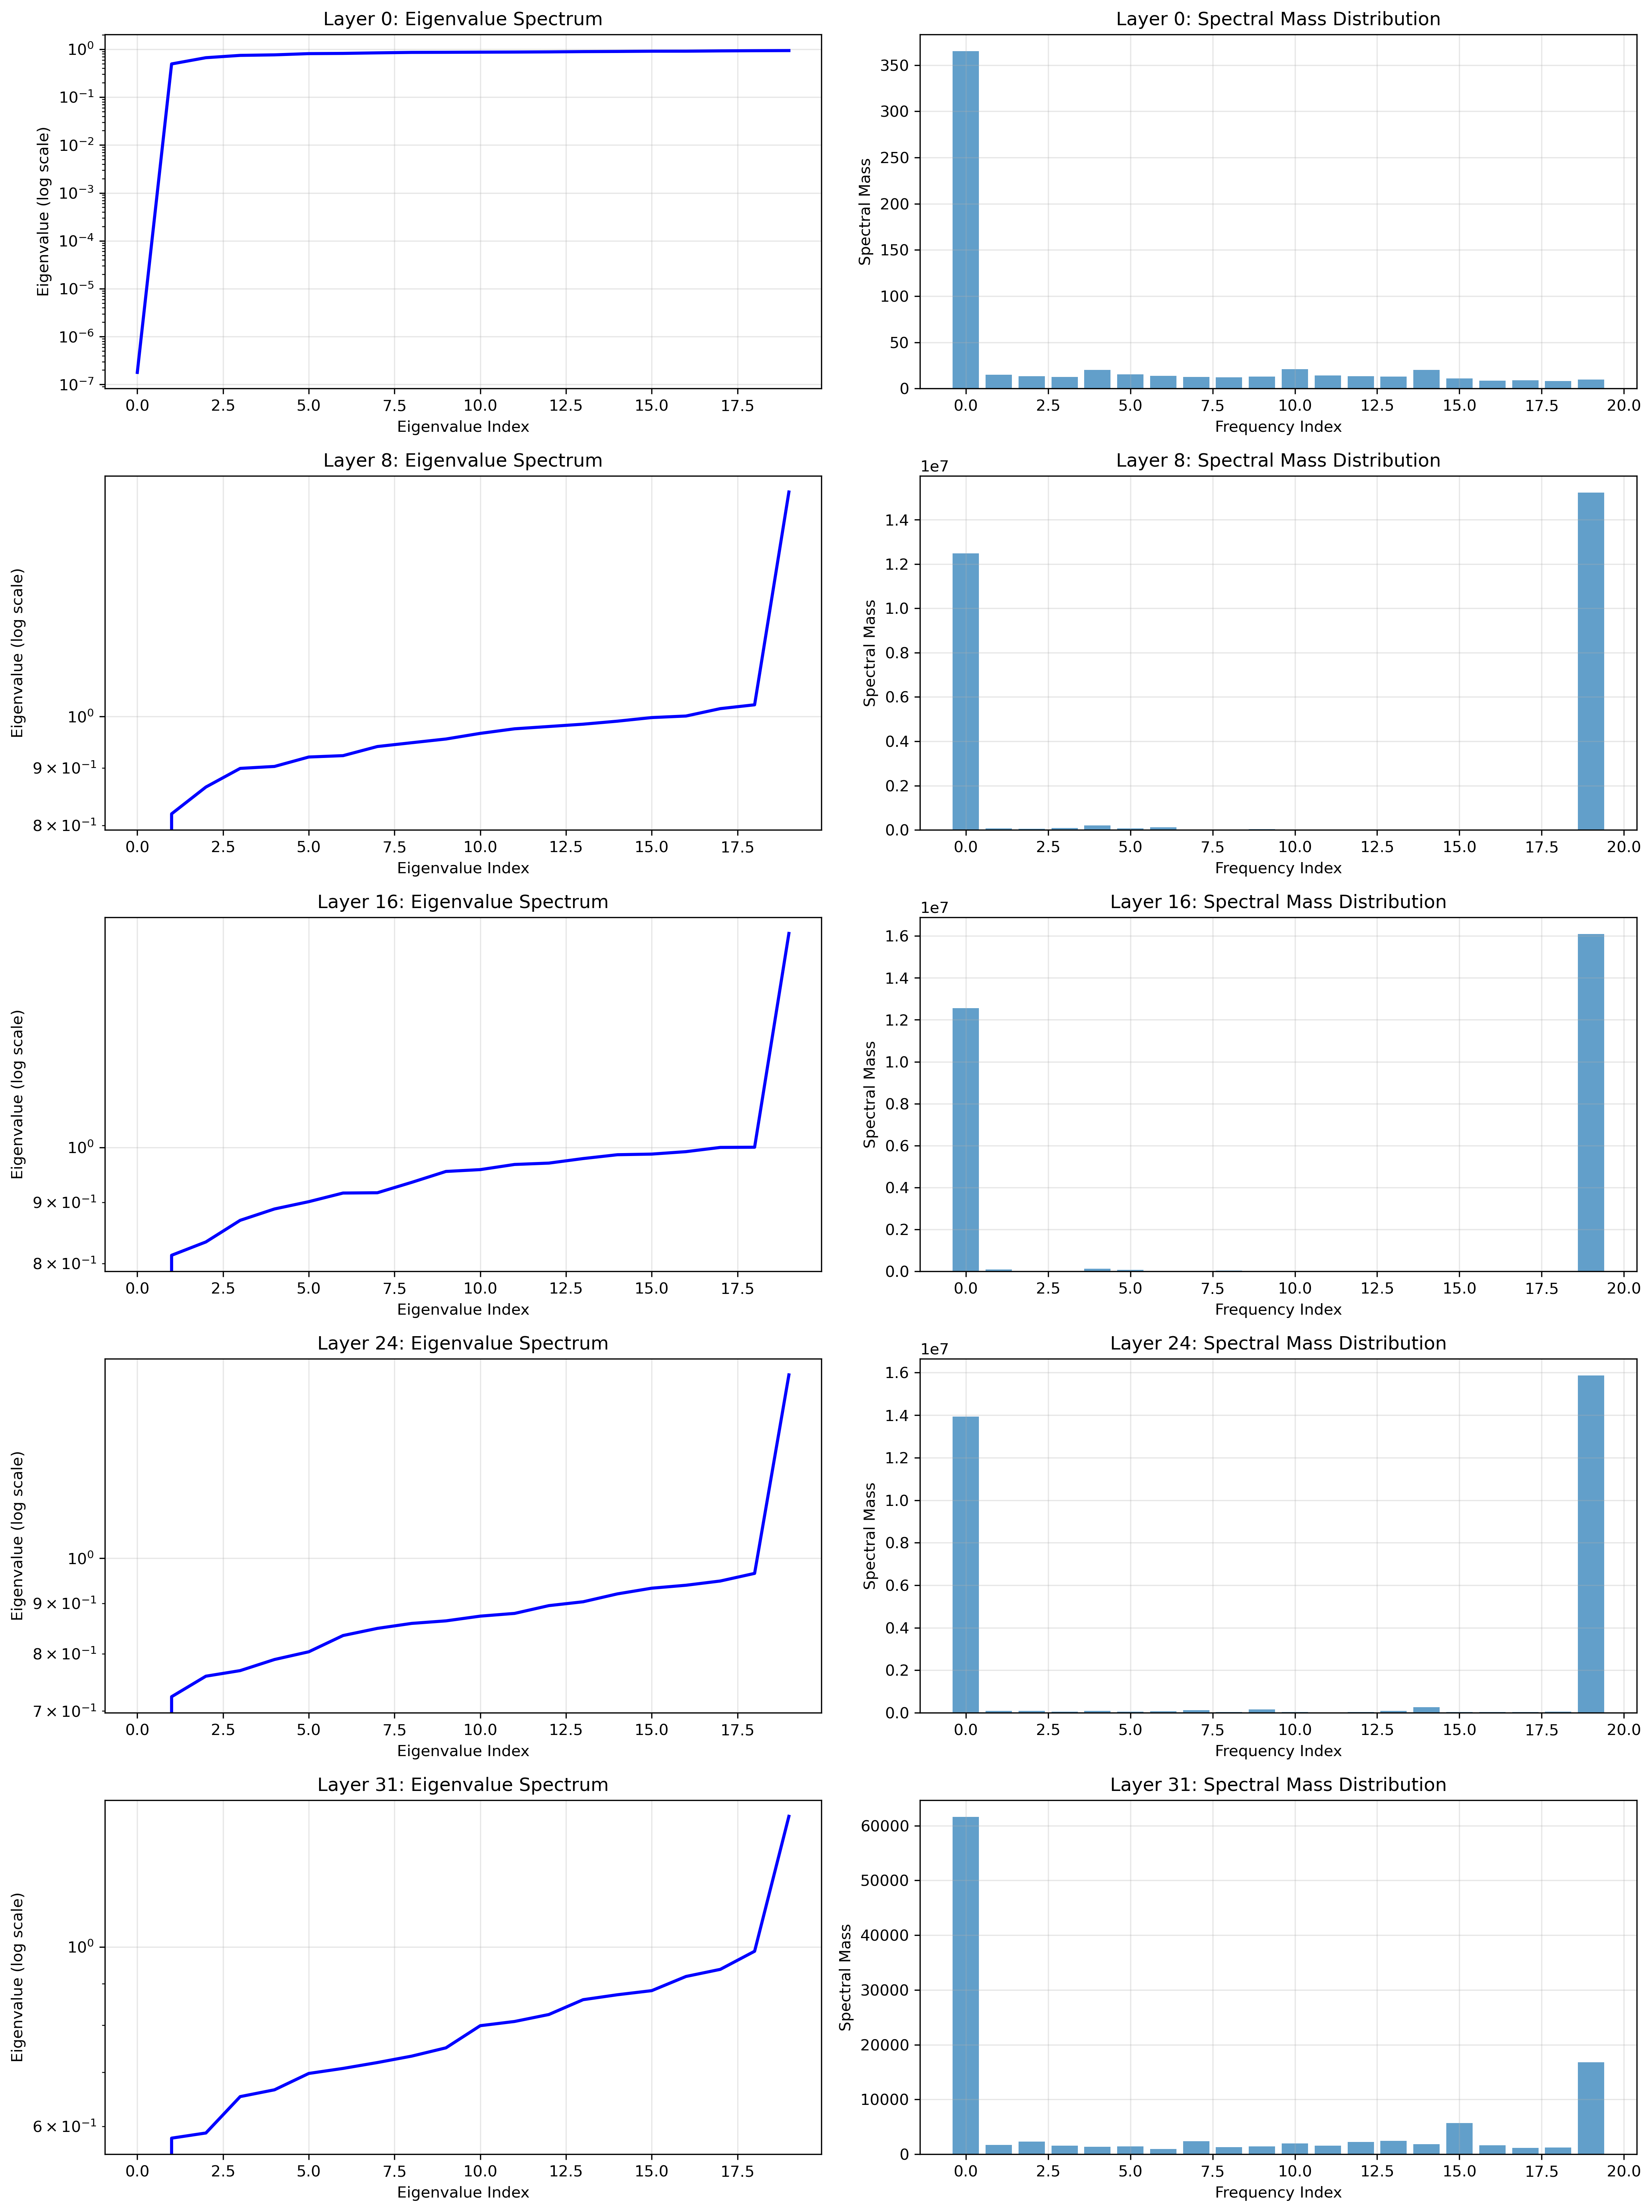 Layer 0: Eigenvalue Spectrum
Eigenvalue (log scale)
10⁰
10⁻¹
10⁻²
10⁻³
10⁻⁴
10⁻⁵
10⁻⁶
10⁻⁷
0.0 2.5 5.0 7.5 10.0 12.5 15.0 17.5
Eigenvalue Index
Layer 0: Spectral Mass Distribution
Spectral Mass
350
300
250
200
150
100
50
0
0.0 2.5 5.0 7.5 10.0 12.5 15.0 17.5 20.0
Frequency Index
Layer 8: Eigenvalue Spectrum
Eigenvalue (log scale)
10⁰
9 × 10⁻¹
8 × 10⁻¹
0.0 2.5 5.0 7.5 10.0 12.5 15.0 17.5
Eigenvalue Index
Layer 8: Spectral Mass Distribution
1e7
Spectral Mass
1.4
1.2
1.0
0.8
0.6
0.4
0.2
0.0
0.0 2.5 5.0 7.5 10.0 12.5 15.0 17.5 20.0
Frequency Index
Layer 16: Eigenvalue Spectrum
Eigenvalue (log scale)
10⁰
9 × 10⁻¹
8 × 10⁻¹
0.0 2.5 5.0 7.5 10.0 12.5 15.0 17.5
Eigenvalue Index
Layer 16: Spectral Mass Distribution
1e7
Spectral Mass
1.6
1.4
1.2
1.0
0.8
0.6
0.4
0.2
0.0
0.0 2.5 5.0 7.5 10.0 12.5 15.0 17.5 20.0
Frequency Index
Layer 24: Eigenvalue Spectrum
Eigenvalue (log scale)
10⁰
9 × 10⁻¹
8 × 10⁻¹
7 × 10⁻¹
0.0 2.5 5.0 7.5 10.0 12.5 15.0 17.5
Eigenvalue Index
Layer 24: Spectral Mass Distribution
1e7
Spectral Mass
1.6
1.4
1.2
1.0
0.8
0.6
0.4
0.2
0.0
0.0 2.5 5.0 7.5 10.0 12.5 15.0 17.5 20.0
Frequency Index
Layer 31: Eigenvalue Spectrum
Eigenvalue (log scale)
10⁰
6 × 10⁻¹
0.0 2.5 5.0 7.5 10.0 12.5 15.0 17.5
Eigenvalue Index
Layer 31: Spectral Mass Distribution
Spectral Mass
60000
50000
40000
30000
20000
10000
0
0.0 2.5 5.0 7.5 10.0 12.5 15.0 17.5 20.0
Frequency Index